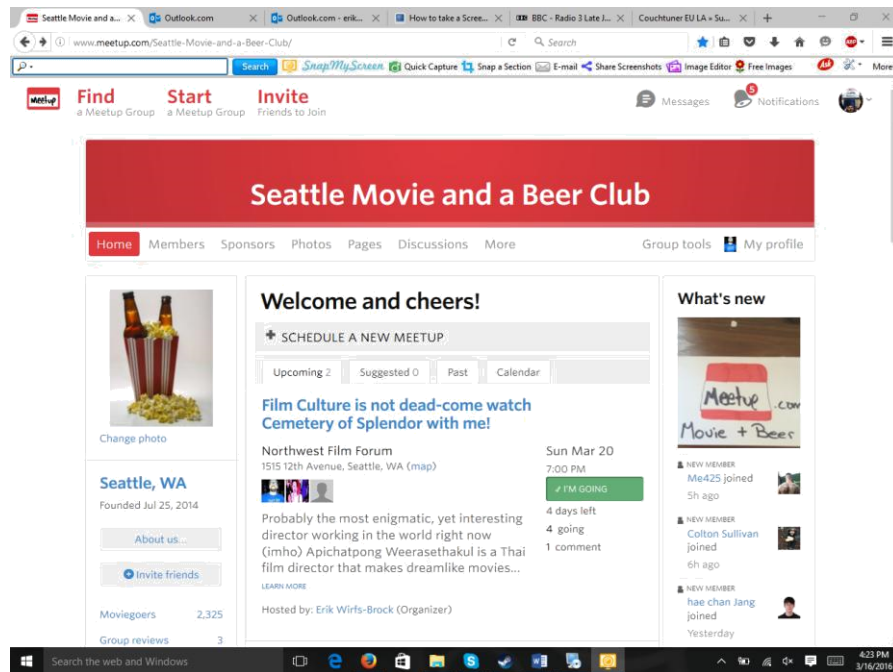 Seattle Movie and a...
Outlook.com
Outlook.com - erik...
How to take a Scree...
BBC - Radio 3 Late J...
Couchtuner EU LA » Su...
www.meetup.com/Seattle-Movie-and-a-Beer-Club/
Search
Search
SnapMyScreen
Quick Capture
Snap a Section
E-mail
Share Screenshots
Image Editor
Free Images
Ask
More
Meetup
Find
a Meetup Group
Start
a Meetup Group
Invite
Friends to Join
Messages
5
Notifications
Seattle Movie and a Beer Club
Home Members Sponsors Photos Pages Discussions More
Group tools My profile
Change photo
Seattle, WA
Founded Jul 25, 2014
About us...
Invite friends
Moviegoers 2,325
Group reviews 3
Welcome and cheers!
+ SCHEDULE A NEW MEETUP
Upcoming 2 Suggested 0 Past Calendar
Film Culture is not dead-come watch
Cemetery of Splendor with me!
Northwest Film Forum
1515 12th Avenue, Seattle, WA (map)
Probably the most enigmatic, yet interesting
director working in the world right now
(imho) Apichatpong Weerasethakul is a Thai
film director that makes dreamlike movies...
LEARN MORE
Hosted by: Erik Wirfs-Brock (Organizer)
Sun Mar 20
7:00 PM
✓ I'M GOING
4 days left
4 going
1 comment
What's new
Meetup
.com
Movie + Beer
NEW MEMBER
Me425 joined
5h ago
NEW MEMBER
Colton Sullivan
joined
6h ago
NEW MEMBER
hae chan Jang
joined
Yesterday
Search the web and Windows
4:23 PM
3/16/2016